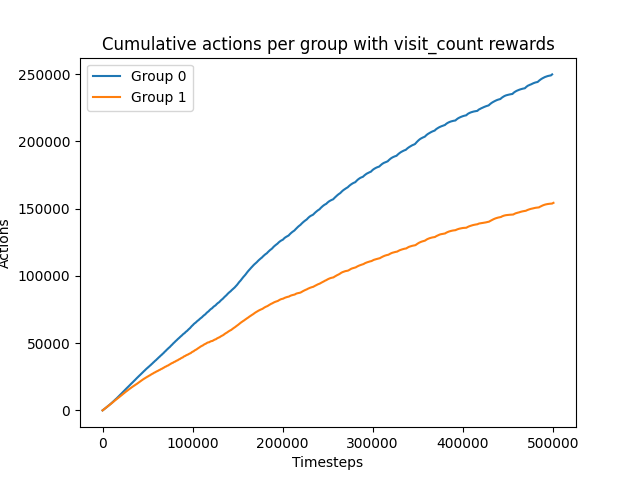 Cumulative actions per group with visit_count rewards
Group 0
Group 1
250000
200000
150000
100000
50000
0
Actions
0 100000 200000 300000 400000 500000
Timesteps